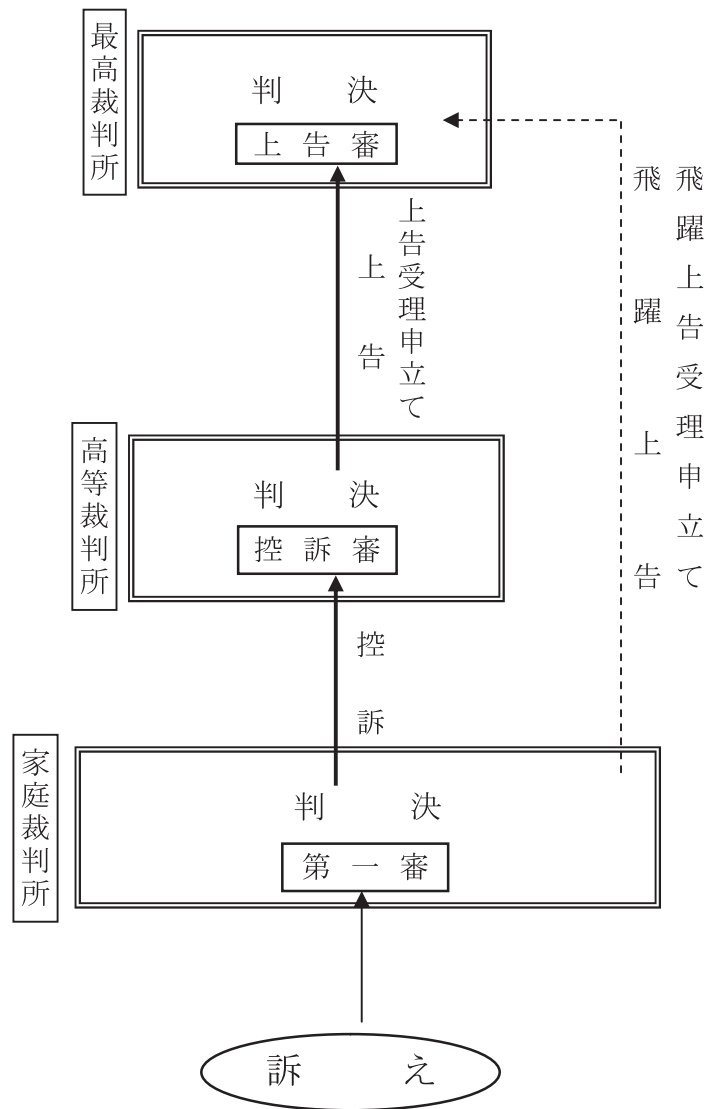 最高裁判所
判決
上告審
上告受理申立て
上告
飛躍上告受理申立て
飛躍上告
高等裁判所
判決
控訴審
控訴
家庭裁判所
判決
第一審
訴え